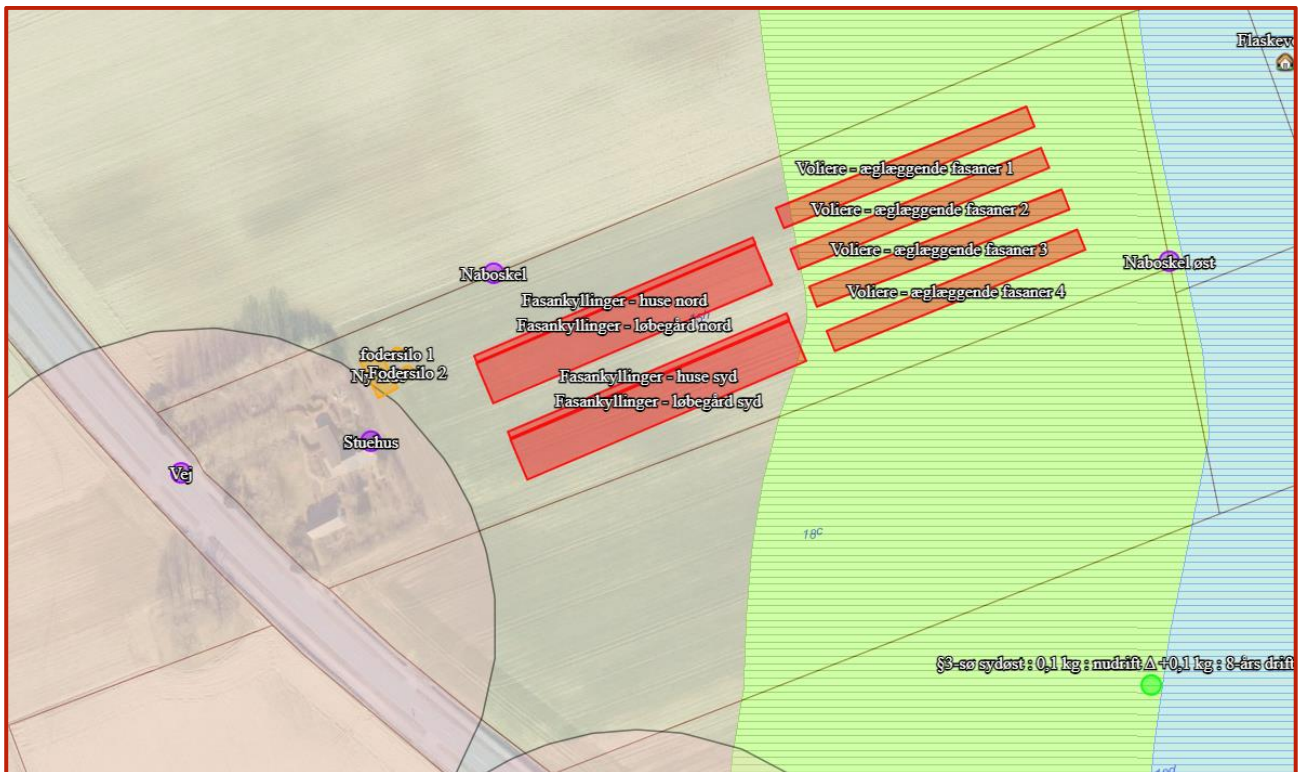 Flaskeve
Voliere - æglæggende fasaner 1
Voliere - æglæggende fasaner 2
Voliere - æglæggende fasaner 3
Naboskel øst
Naboskel
Voliere - æglæggende fasaner 4
Fasankyllinger - huse nord
Fasankyllinger - løbegård nord
fodersilo 1
Fodersilo 2
Fasankyllinger - huse syd
Fasankyllinger - løbegård syd
Stuehus
Vej
18c
§3-sø sydøst : 0,1 kg : nudrift Δ +0,1 kg : 8-års drift